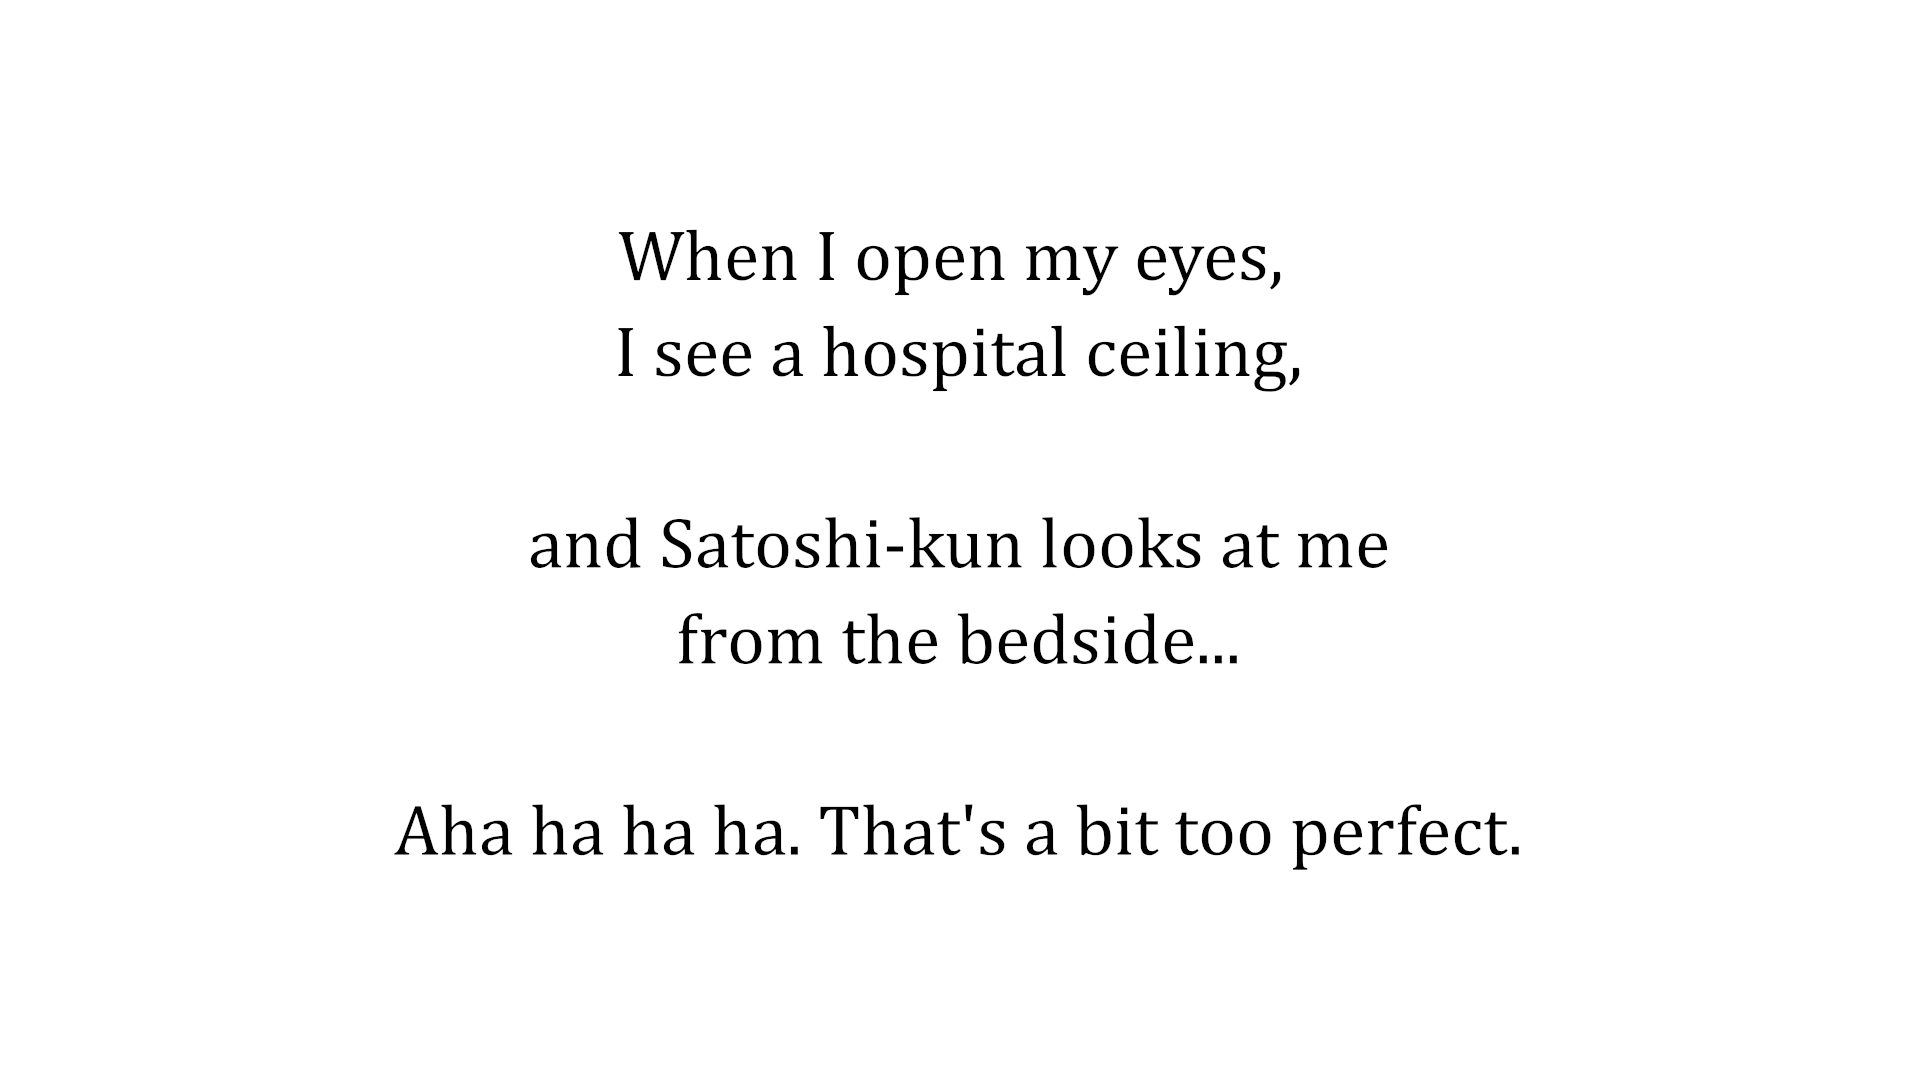 When I open my eyes,
I see a hospital ceiling,
and Satoshi-kun looks at me
from the bedside...
Aha ha ha ha. That's a bit too perfect.